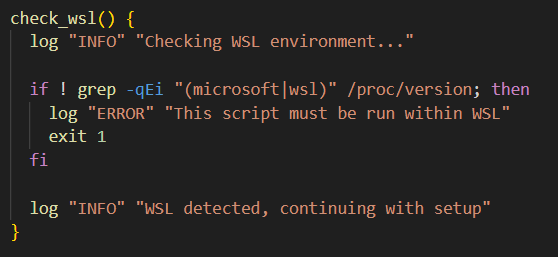 check_wsl() {
  log "INFO" "Checking WSL environment..."

  if ! grep -qEi "(microsoft|wsl)" /proc/version; then
    log "ERROR" "This script must be run within WSL"
    exit 1
  fi

  log "INFO" "WSL detected, continuing with setup"
}